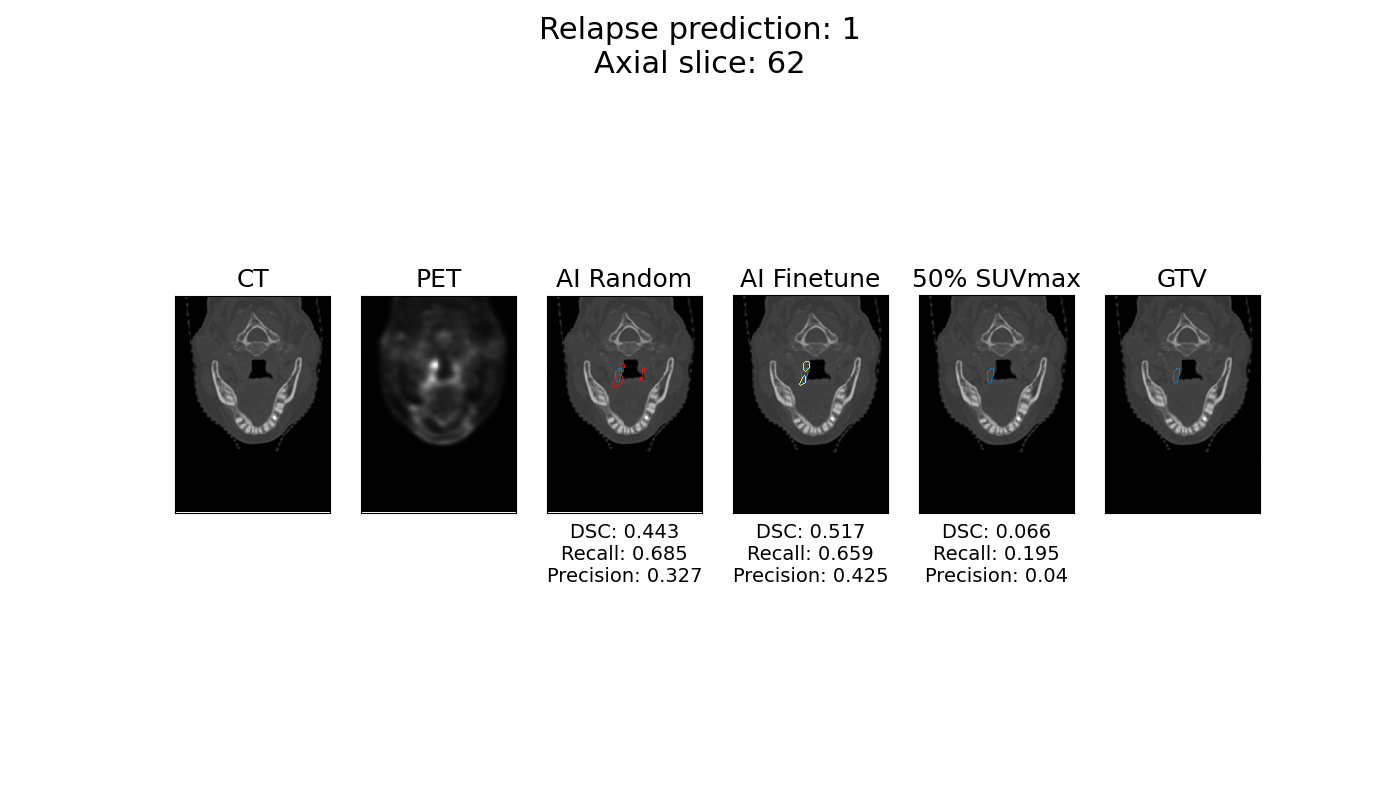 Relapse prediction: 1
Axial slice: 62
CT
PET
AI Random
AI Finetune
50% SUVmax
GTV
DSC: 0.443
Recall: 0.685
Precision: 0.327
DSC: 0.517
Recall: 0.659
Precision: 0.425
DSC: 0.066
Recall: 0.195
Precision: 0.04